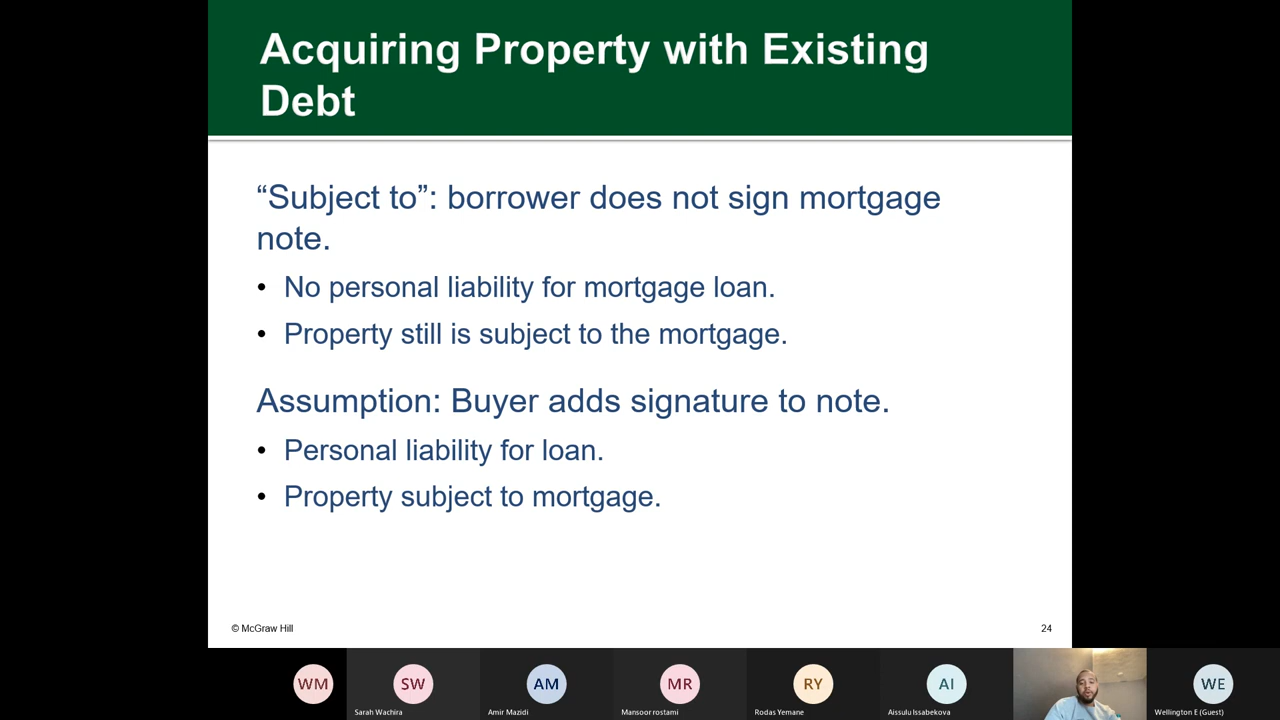 Acquiring Property with Existing
Debt
“Subject to”: borrower does not sign mortgage
note.
• No personal liability for mortgage loan.
• Property still is subject to the mortgage.
Assumption: Buyer adds signature to note.
• Personal liability for loan.
• Property subject to mortgage.
© McGraw Hill
24
WM
SW
AM
MR
RY
AI
WE
Sarah Wachira
Amir Mazidi
Mansoor rostami
Rodas Yemane
Aissulu Issabekova
Wellington E (Guest)